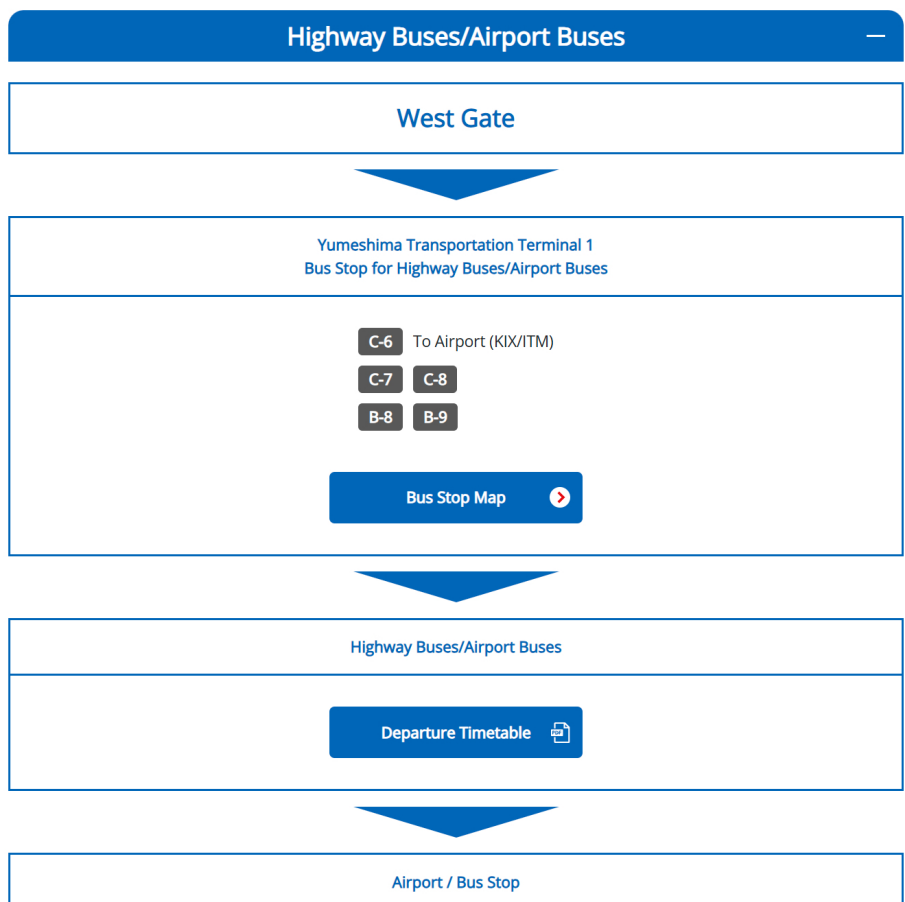 Highway Buses/Airport Buses
West Gate
Yumeshima Transportation Terminal 1
Bus Stop for Highway Buses/Airport Buses
C-6 To Airport (KIX/ITM)
C-7 C-8
B-8 B-9
Bus Stop Map
Highway Buses/Airport Buses
Departure Timetable PDF
Airport / Bus Stop